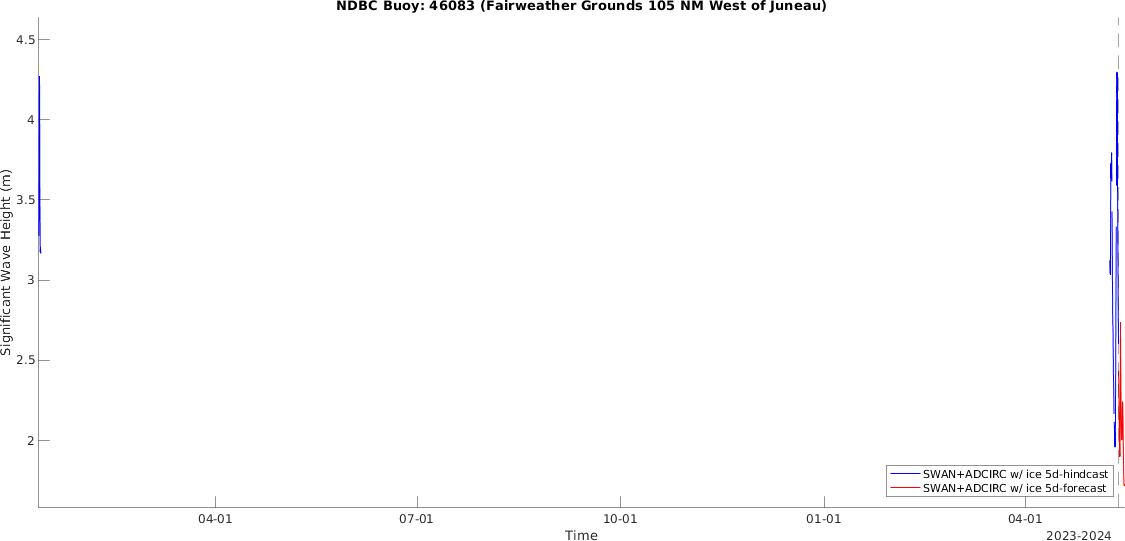 NDBC Buoy: 46083 (Fairweather Grounds 105 NM West of Juneau)
Significant Wave Height (m)
4.5
4
3.5
3
2.5
2
SWAN+ADCIRC w/ ice 5d-hindcast
SWAN+ADCIRC w/ ice 5d-forecast
04-01
07-01
10-01
01-01
04-01
Time
2023-2024